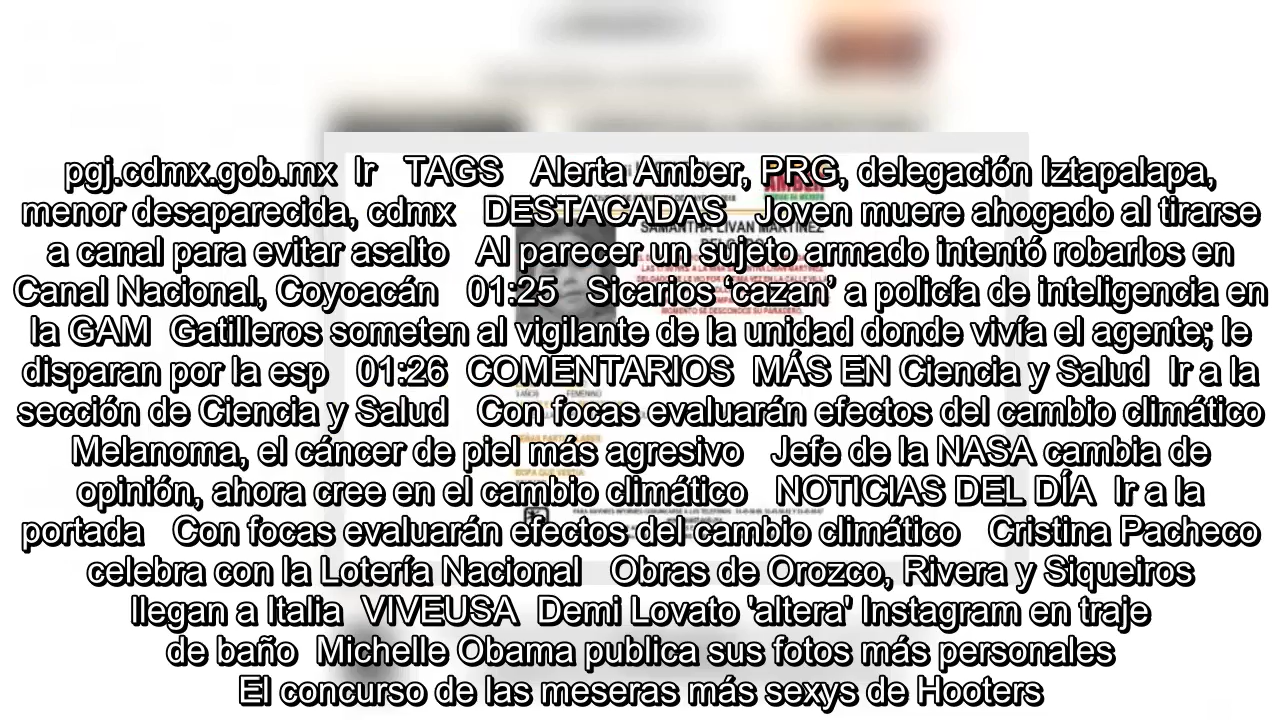 pgj.cdmx.gob.mx Ir TAGS Alerta Amber, PRG, delegación Iztapalapa,
menor desaparecida, cdmx DESTACADAS Joven muere ahogado al tirarse
a canal para evitar asalto Al parecer un sujeto armado intentó robarlos en
Canal Nacional, Coyoacán 01:25 Sicarios ‘cazan’ a policía de inteligencia en
la GAM Gatilleros someten al vigilante de la unidad donde vivía el agente; le
disparan por la esp 01:26 COMENTARIOS MÁS EN Ciencia y Salud Ir a la
sección de Ciencia y Salud Con focas evaluarán efectos del cambio climático
Melanoma, el cáncer de piel más agresivo Jefe de la NASA cambia de
opinión, ahora cree en el cambio climático NOTICIAS DEL DÍA Ir a la
portada Con focas evaluarán efectos del cambio climático Cristina Pacheco
celebra con la Lotería Nacional Obras de Orozco, Rivera y Siqueiros
llegan a Italia VIVEUSA Demi Lovato 'altera' Instagram en traje
de baño Michelle Obama publica sus fotos más personales
El concurso de las meseras más sexys de Hooters
AMBER
SAMANTHA LIVAN MARTINEZ
FEMENINO